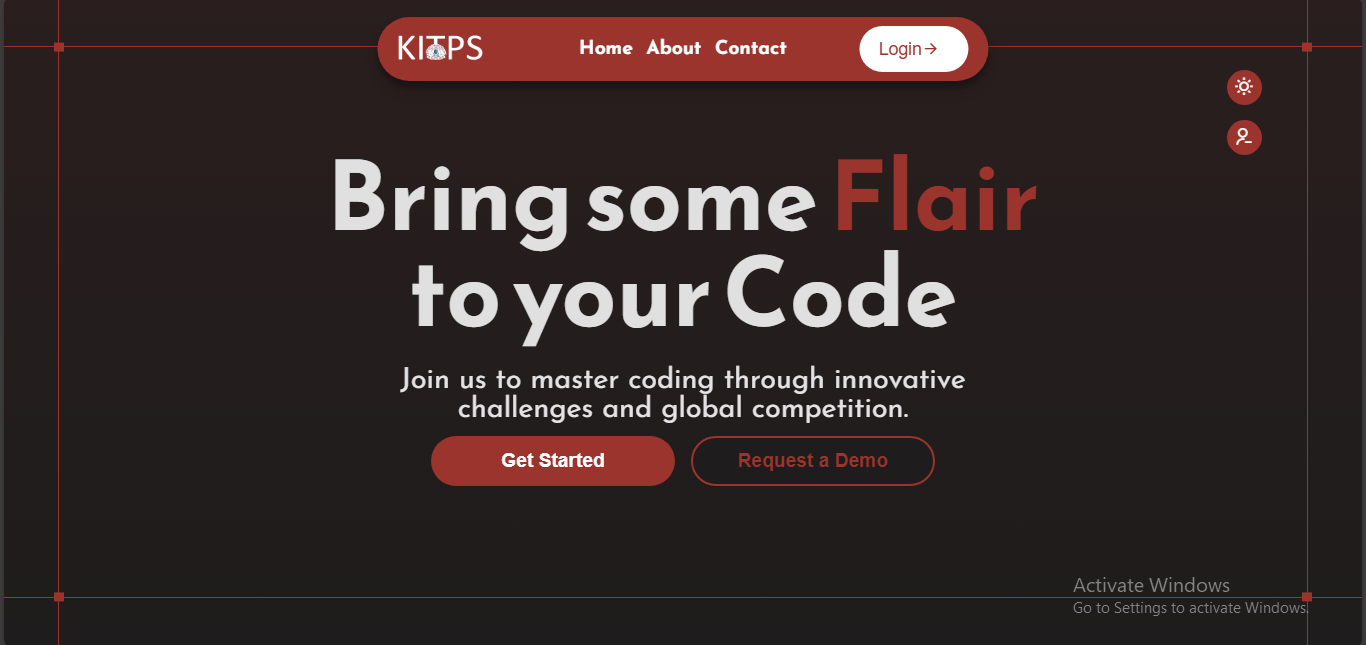 KITPS
Home About Contact
Login
Bring some Flair
to your Code
Join us to master coding through innovative
challenges and global competition.
Get Started
Request a Demo
Activate Windows
Go to Settings to activate Windows.